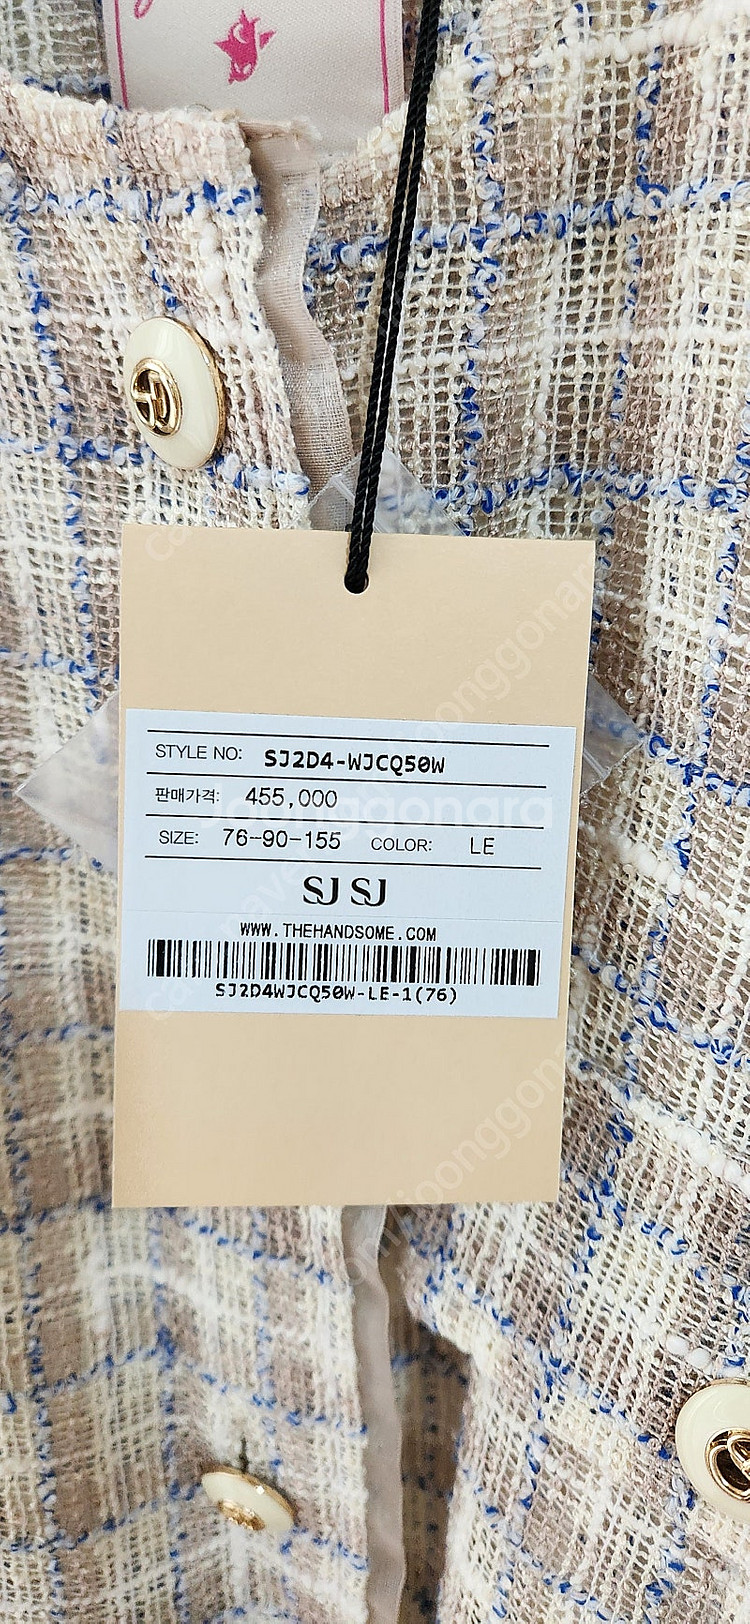 STYLE NO: SJ2D4-WJCQ50W
판매가격: 455,000
joonggonara
SIZE: 76-90-155 COLOR: LE
SJ SJ
WWW.THEHANDSOME.COM
SJ2D4WJCQ50W-LE-1(76)